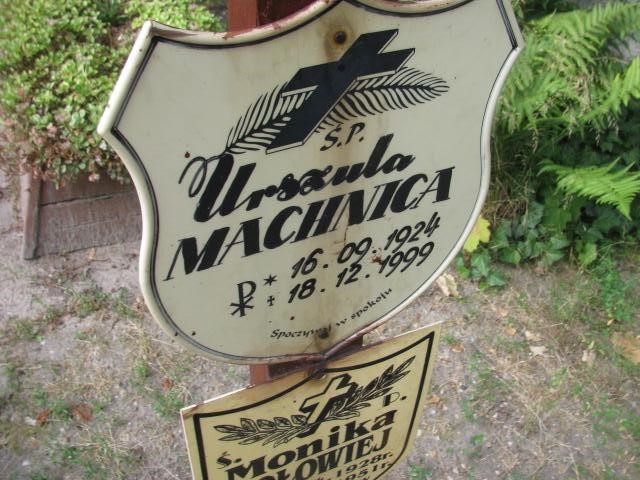 Ś.P.
Urszula
MACHNICA
* 16.09.1924
✝ 18.12.1999
Spoczywaj w spokoju
Ś. P.
Monika